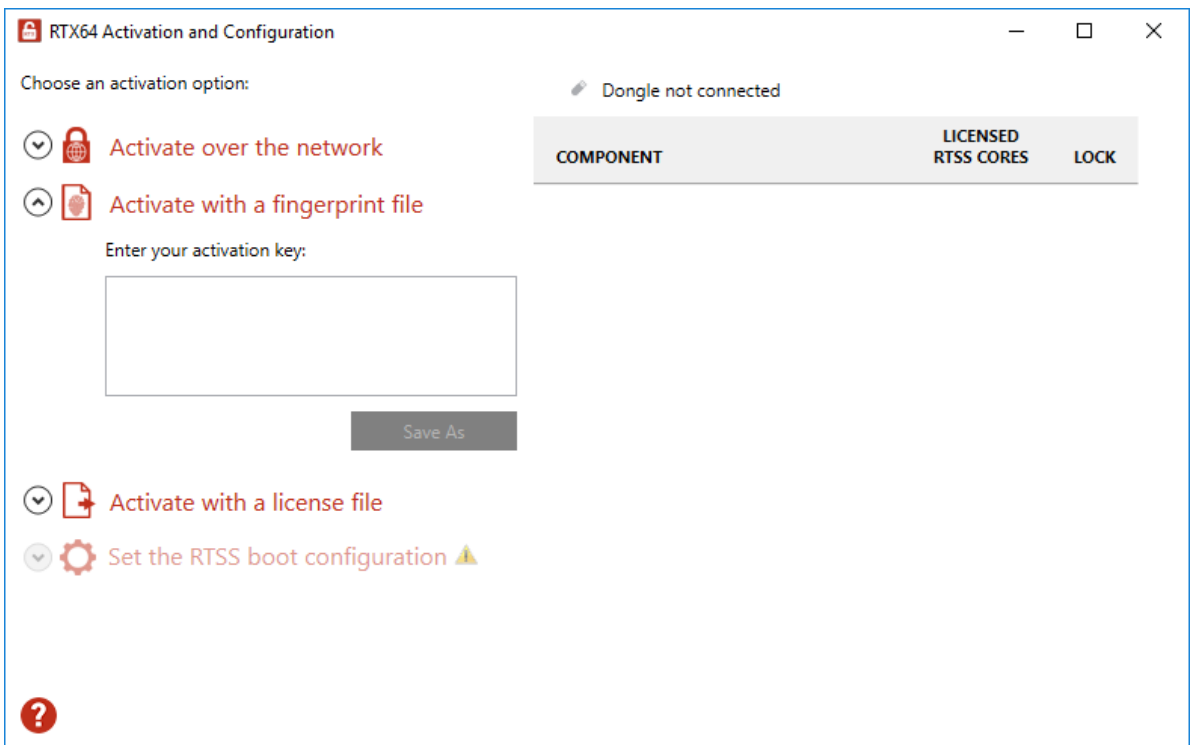 RTX64 Activation and Configuration
Choose an activation option:
Activate over the network
Activate with a fingerprint file
Enter your activation key:
Save As
Activate with a license file
Set the RTSS boot configuration
Dongle not connected
COMPONENT
LICENSED
RTSS CORES
LOCK
?